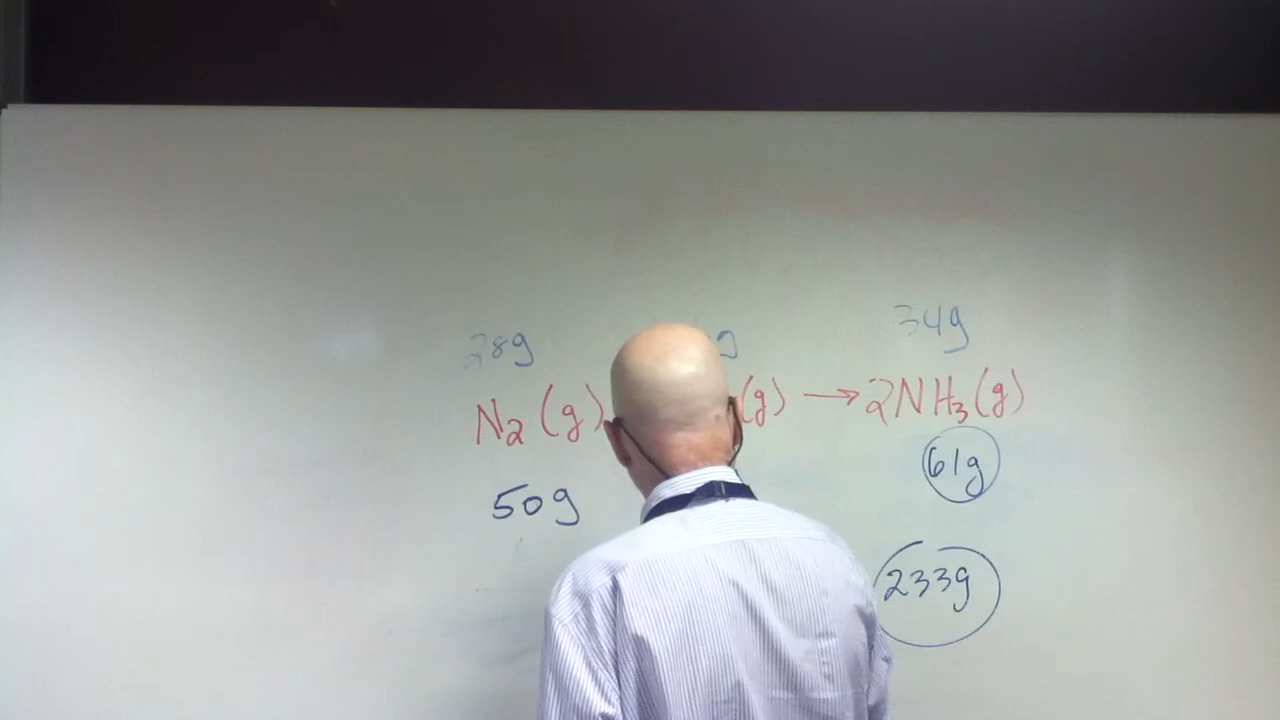 28g g 34g
N₂(g) (g) → 2NH₃(g)
61g
50g
233g